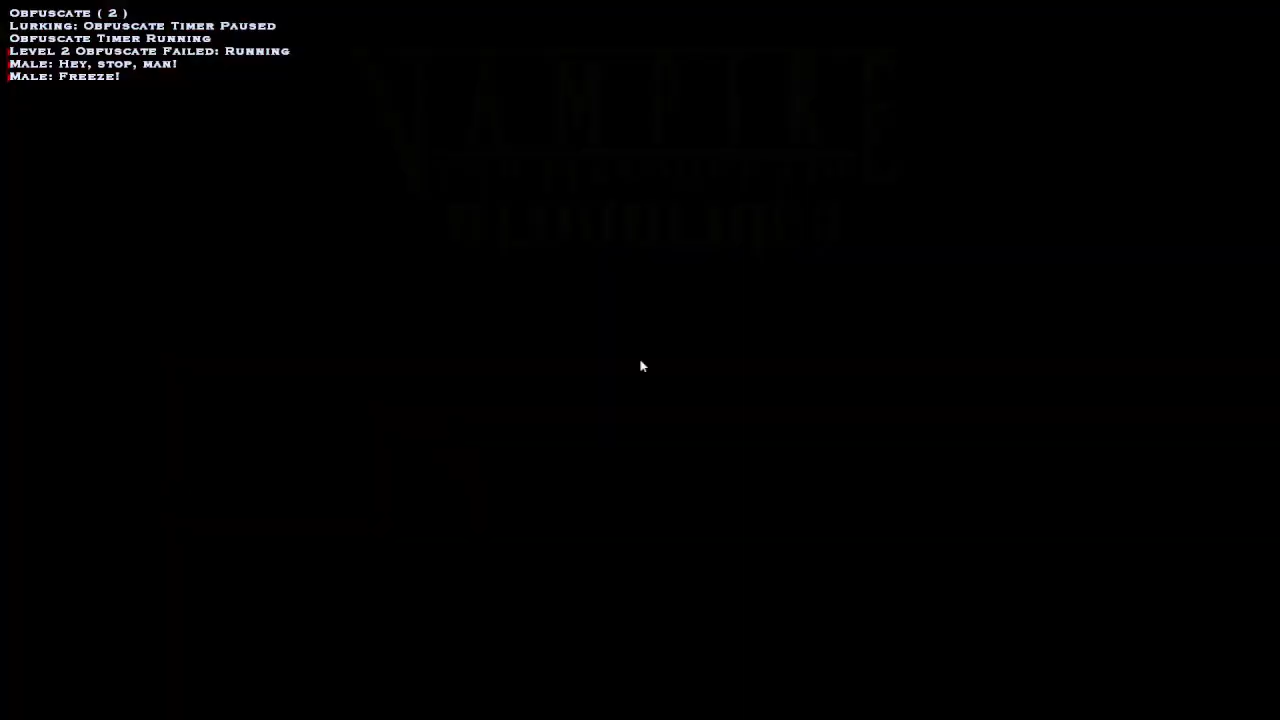 Obfuscate ( 2 )
Lurking: Obfuscate Timer Paused
Obfuscate Timer Running
Level 2 Obfuscate Failed: Running
Male: Hey, stop, man!
Male: Freeze!
VAMPIRE